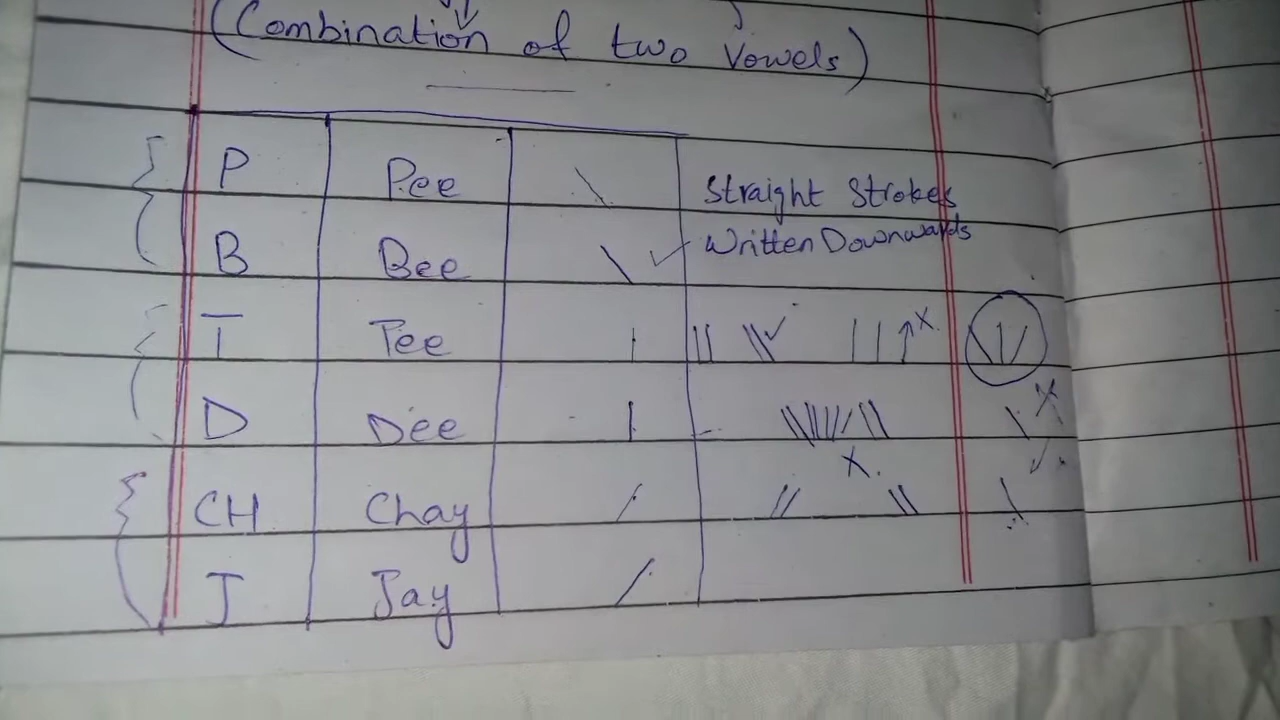 (Combination of two vowels)
P Pee \ Straight Strokes
B Bee \ ✓ Written Downwards
T Tee |
D Dee |
CH Chay /
J Jay /